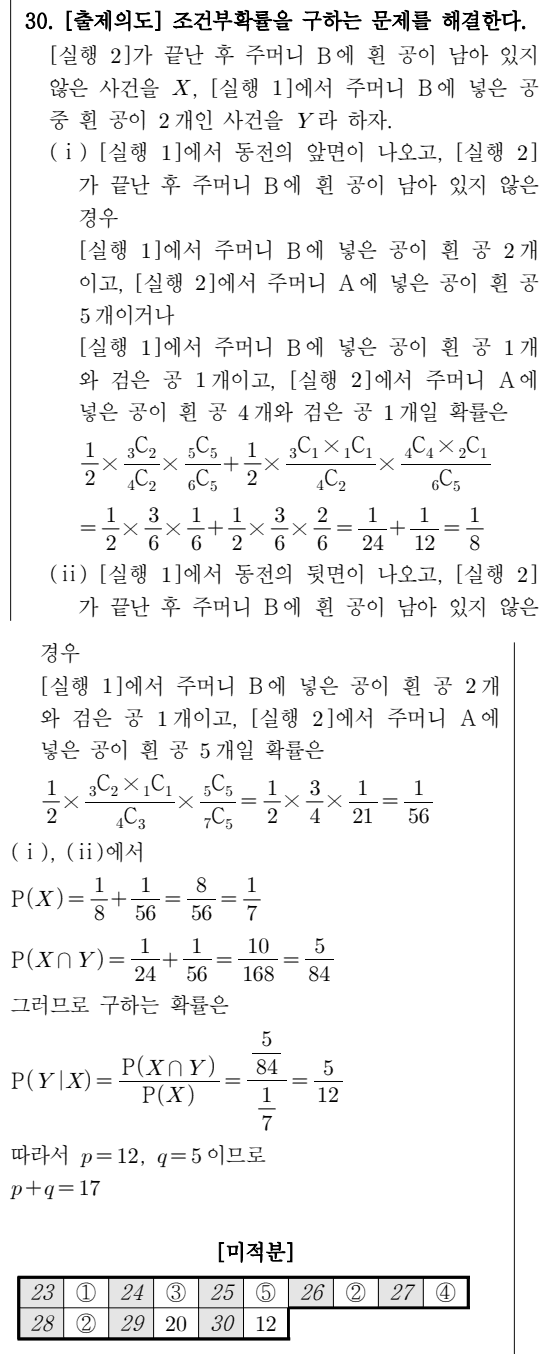 30. [출제의도] 조건부확률을 구하는 문제를 해결한다.
[실행 2]가 끝난 후 주머니 B에 흰 공이 남아 있지
않은 사건을 X, [실행 1]에서 주머니 B에 넣은 공
중 흰 공이 2개인 사건을 Y라 하자.
(ⅰ) [실행 1]에서 동전의 앞면이 나오고, [실행 2]
가 끝난 후 주머니 B에 흰 공이 남아 있지 않은
경우
[실행 1]에서 주머니 B에 넣은 공이 흰 공 2개
이고, [실행 2]에서 주머니 A에 넣은 공이 흰 공
5개이거나
[실행 1]에서 주머니 B에 넣은 공이 흰 공 1개
와 검은 공 1개이고, [실행 2]에서 주머니 A에
넣은 공이 흰 공 4개와 검은 공 1개일 확률은
1/2 × ₃C₂/₄C₂ × ₅C₅/₆C₅ + 1/2 × (₃C₁×₁C₁)/₄C₂ × (₄C₄×₂C₁)/₆C₅
= 1/2 × 3/6 × 1/6 + 1/2 × 3/6 × 2/6 = 1/24 + 1/12 = 1/8
(ⅱ) [실행 1]에서 동전의 뒷면이 나오고, [실행 2]
가 끝난 후 주머니 B에 흰 공이 남아 있지 않은
경우
[실행 1]에서 주머니 B에 넣은 공이 흰 공 2개
와 검은 공 1개이고, [실행 2]에서 주머니 A에
넣은 공이 흰 공 5개일 확률은
1/2 × (₃C₂×₁C₁)/₄C₃ × ₅C₅/₇C₅ = 1/2 × 3/4 × 1/21 = 1/56
(ⅰ), (ⅱ)에서
P(X) = 1/8 + 1/56 = 8/56 = 1/7
P(X∩Y) = 1/24 + 1/56 = 10/168 = 5/84
그러므로 구하는 확률은
P(Y|X) = P(X∩Y)/P(X) = (5/84)/(1/7) = 5/12
따라서 p=12, q=5이므로
p+q=17
[미적분]
23 ① 24 ③ 25 ⑤ 26 ② 27 ④
28 ② 29 20 30 12